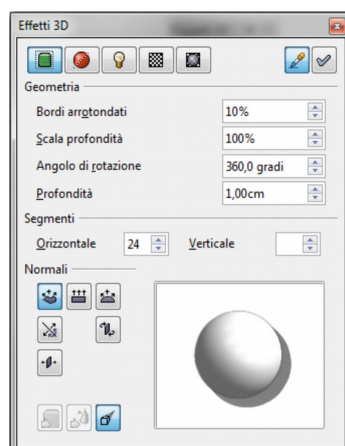 Effetti 3D
Geometria
Bordi arrotondati 10%
Scala profondità 100%
Angolo di rotazione 360,0 gradi
Profondità 1,00cm
Segmenti
Orizzontale 24 Verticale
Normali